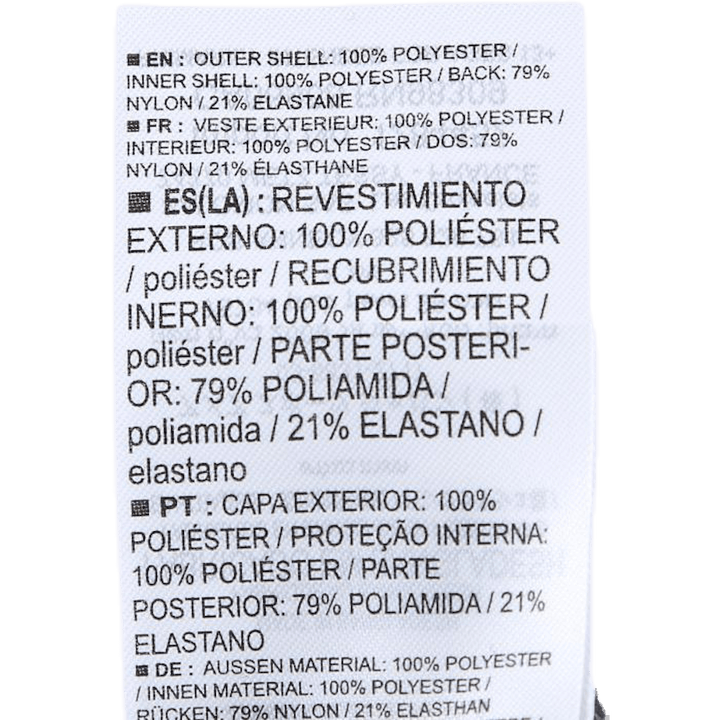 EN : OUTER SHELL: 100% POLYESTER /
INNER SHELL: 100% POLYESTER / BACK: 79%
NYLON / 21% ELASTANE
FR : VESTE EXTERIEUR: 100% POLYESTER /
INTERIEUR: 100% POLYESTER / DOS: 79%
NYLON / 21% ÉLASTHANE
ES(LA) : REVESTIMIENTO
EXTERNO: 100% POLIÉSTER
/ poliéster / RECUBRIMIENTO
INERNO: 100% POLIÉSTER /
poliéster / PARTE POSTERI-
OR: 79% POLIAMIDA /
poliamida / 21% ELASTANO /
elastano
PT : CAPA EXTERIOR: 100%
POLIÉSTER / PROTEÇÃO INTERNA:
100% POLIÉSTER / PARTE
POSTERIOR: 79% POLIAMIDA / 21%
ELASTANO
DE : AUSSEN MATERIAL: 100% POLYESTER
/ INNEN MATERIAL: 100% POLYESTER /
RÜCKEN: 79% NYLON / 21% ELASTHAN